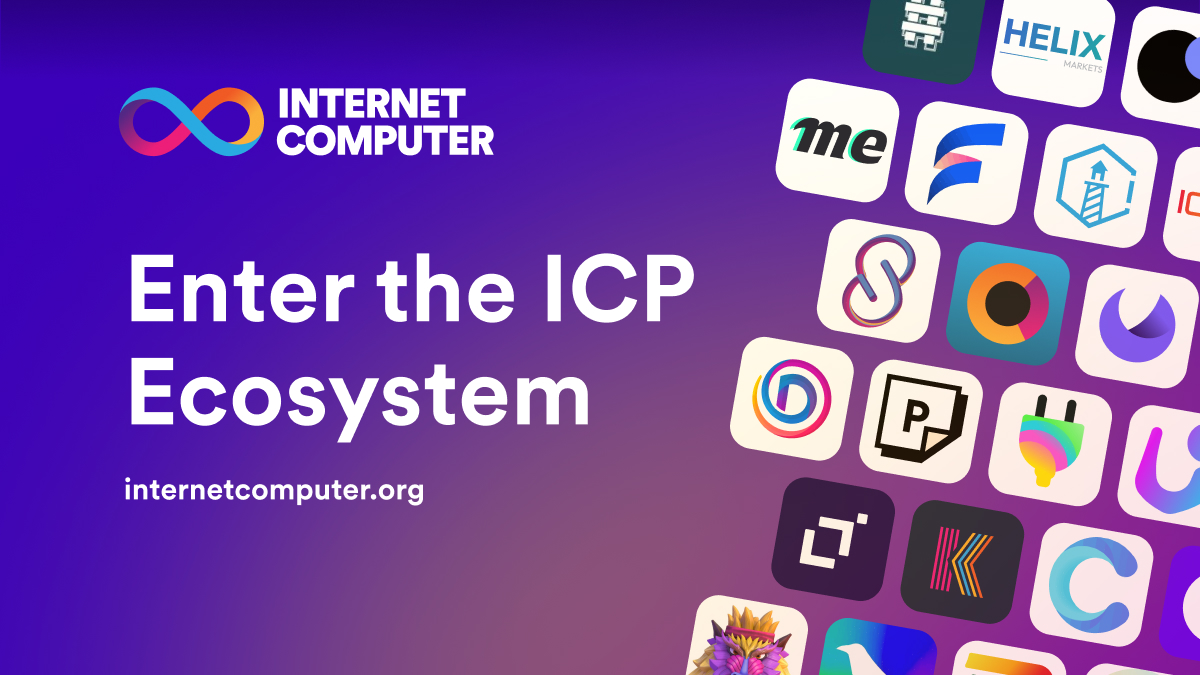 INTERNET
COMPUTER
Enter the ICP
Ecosystem
internetcomputer.org
HELIX
MARKETS
me
P